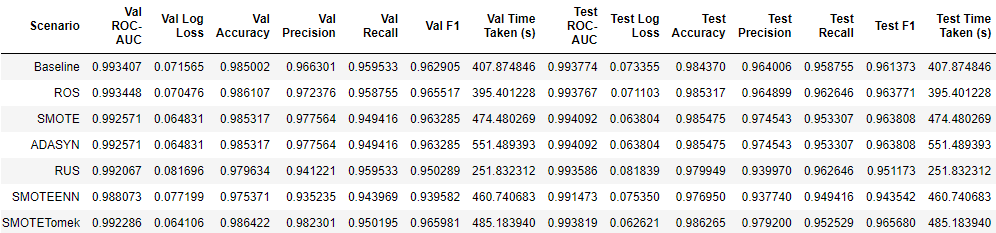 Scenario Val ROC-AUC Val Log Loss Val Accuracy Val Precision Val Recall Val F1 Val Time Taken (s) Test ROC-AUC Test Log Loss Test Accuracy Test Precision Test Recall Test F1 Test Time Taken (s)
Baseline 0.993407 0.071565 0.985002 0.966301 0.959533 0.962905 407.874846 0.993774 0.073355 0.984370 0.964006 0.958755 0.961373 407.874846
ROS 0.993448 0.070476 0.986107 0.972376 0.958755 0.965517 395.401228 0.993767 0.071103 0.985317 0.964899 0.962646 0.963771 395.401228
SMOTE 0.992571 0.064831 0.985317 0.977564 0.949416 0.963285 474.480269 0.994092 0.063804 0.985475 0.974543 0.953307 0.963808 474.480269
ADASYN 0.992571 0.064831 0.985317 0.977564 0.949416 0.963285 551.489393 0.994092 0.063804 0.985475 0.974543 0.953307 0.963808 551.489393
RUS 0.992067 0.081696 0.979634 0.941221 0.959533 0.950289 251.832312 0.993586 0.081839 0.979949 0.939970 0.962646 0.951173 251.832312
SMOTEENN 0.988073 0.077199 0.975371 0.935235 0.943969 0.939582 460.740683 0.991473 0.075350 0.976950 0.937740 0.949416 0.943542 460.740683
SMOTETomek 0.992286 0.064106 0.986422 0.982301 0.950195 0.965981 485.183940 0.993819 0.062621 0.986265 0.979200 0.952529 0.965680 485.183940